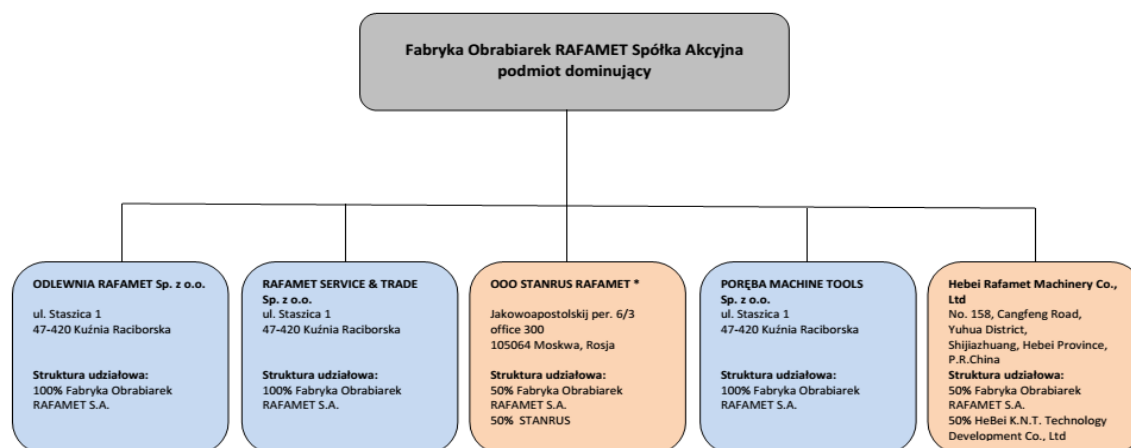 Fabryka Obrabiarek RAFAMET Spółka Akcyjna
podmiot dominujący
ODLEWNIA RAFAMET Sp. z o.o.
ul. Staszica 1
47-420 Kuźnia Raciborska
Struktura udziałowa:
100% Fabryka Obrabiarek
RAFAMET S.A.
RAFAMET SERVICE & TRADE
Sp. z o.o.
ul. Staszica 1
47-420 Kuźnia Raciborska
Struktura udziałowa:
100% Fabryka Obrabiarek
RAFAMET S.A.
OOO STANRUS RAFAMET *
Jakowoapostolskij per. 6/3
office 300
105064 Moskwa, Rosja
Struktura udziałowa:
50% Fabryka Obrabiarek
RAFAMET S.A.
50% STANRUS
PORĘBA MACHINE TOOLS
Sp. z o.o.
ul. Staszica 1
47-420 Kuźnia Raciborska
Struktura udziałowa:
100% Fabryka Obrabiarek
RAFAMET S.A.
Hebei Rafamet Machinery Co.,
Ltd
No. 158, Cangfeng Road,
Yuhua District,
Shijiazhuang, Hebei Province,
P.R.China
Struktura udziałowa:
50% Fabryka Obrabiarek
RAFAMET S.A.
50% HeBei K.N.T. Technology
Development Co., Ltd